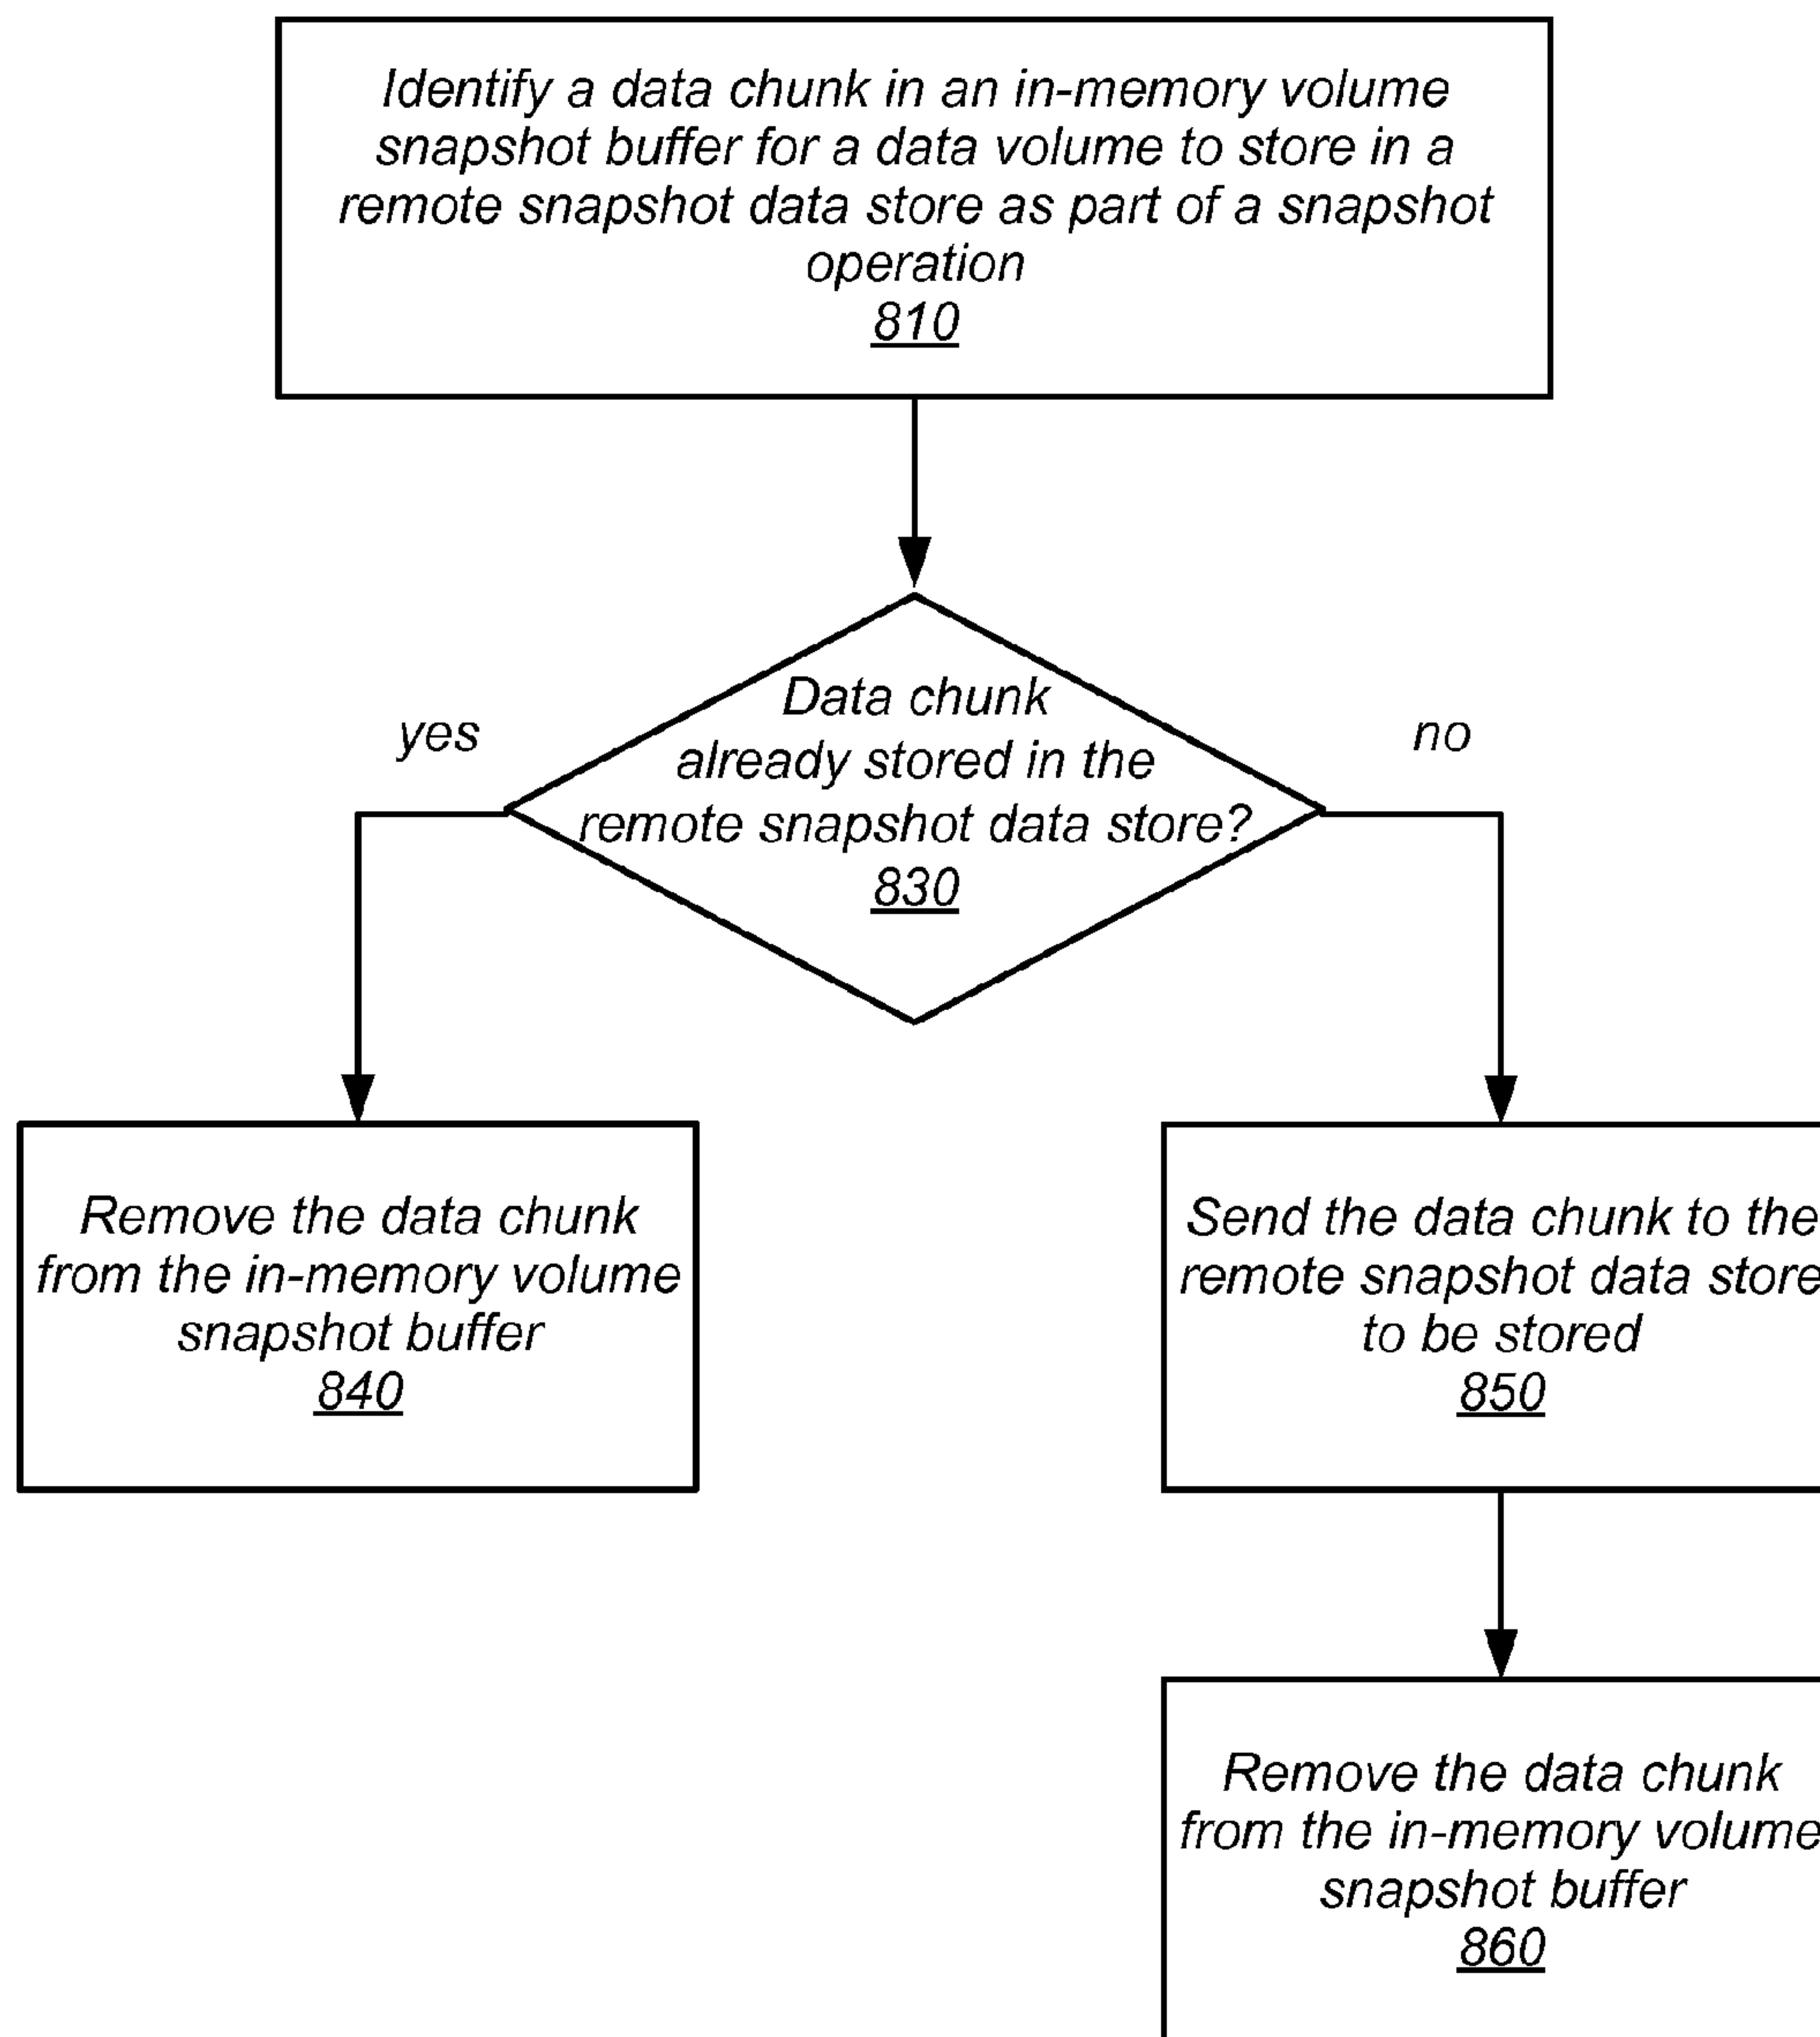 Identify a data chunk in an in-memory volume
snapshot buffer for a data volume to store in a
remote snapshot data store as part of a snapshot
operation
810
Data chunk
already stored in the
remote snapshot data store?
830
yes
no
Remove the data chunk
from the in-memory volume
snapshot buffer
840
Send the data chunk to the
remote snapshot data store
to be stored
850
Remove the data chunk
from the in-memory volume
snapshot buffer
860